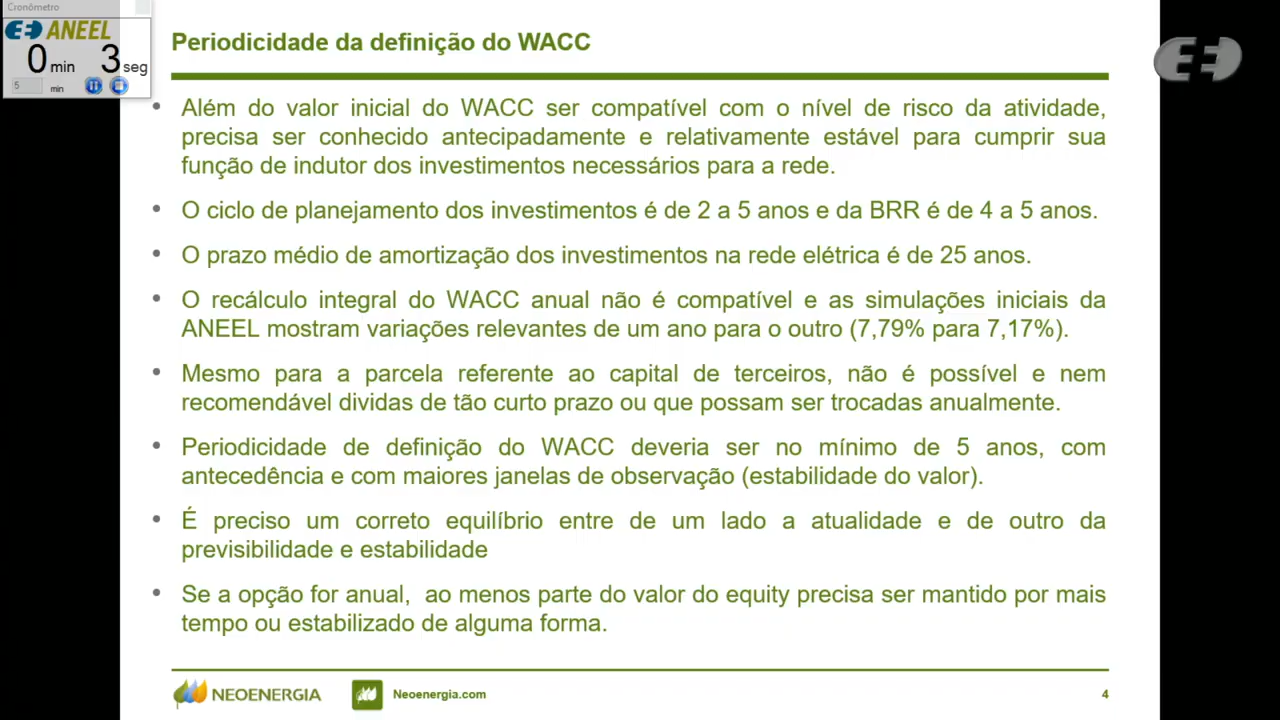 Cronômetro
ANEEL
0 min 3 seg
5 min
Periodicidade da definição do WACC
• Além do valor inicial do WACC ser compatível com o nível de risco da atividade,
precisa ser conhecido antecipadamente e relativamente estável para cumprir sua
função de indutor dos investimentos necessários para a rede.
• O ciclo de planejamento dos investimentos é de 2 a 5 anos e da BRR é de 4 a 5 anos.
• O prazo médio de amortização dos investimentos na rede elétrica é de 25 anos.
• O recálculo integral do WACC anual não é compatível e as simulações iniciais da
ANEEL mostram variações relevantes de um ano para o outro (7,79% para 7,17%).
• Mesmo para a parcela referente ao capital de terceiros, não é possível e nem
recomendável dividas de tão curto prazo ou que possam ser trocadas anualmente.
• Periodicidade de definição do WACC deveria ser no mínimo de 5 anos, com
antecedência e com maiores janelas de observação (estabilidade do valor).
• É preciso um correto equilíbrio entre de um lado a atualidade e de outro da
previsibilidade e estabilidade
• Se a opção for anual, ao menos parte do valor do equity precisa ser mantido por mais
tempo ou estabilizado de alguma forma.
NEOENERGIA
Neoenergia.com
4